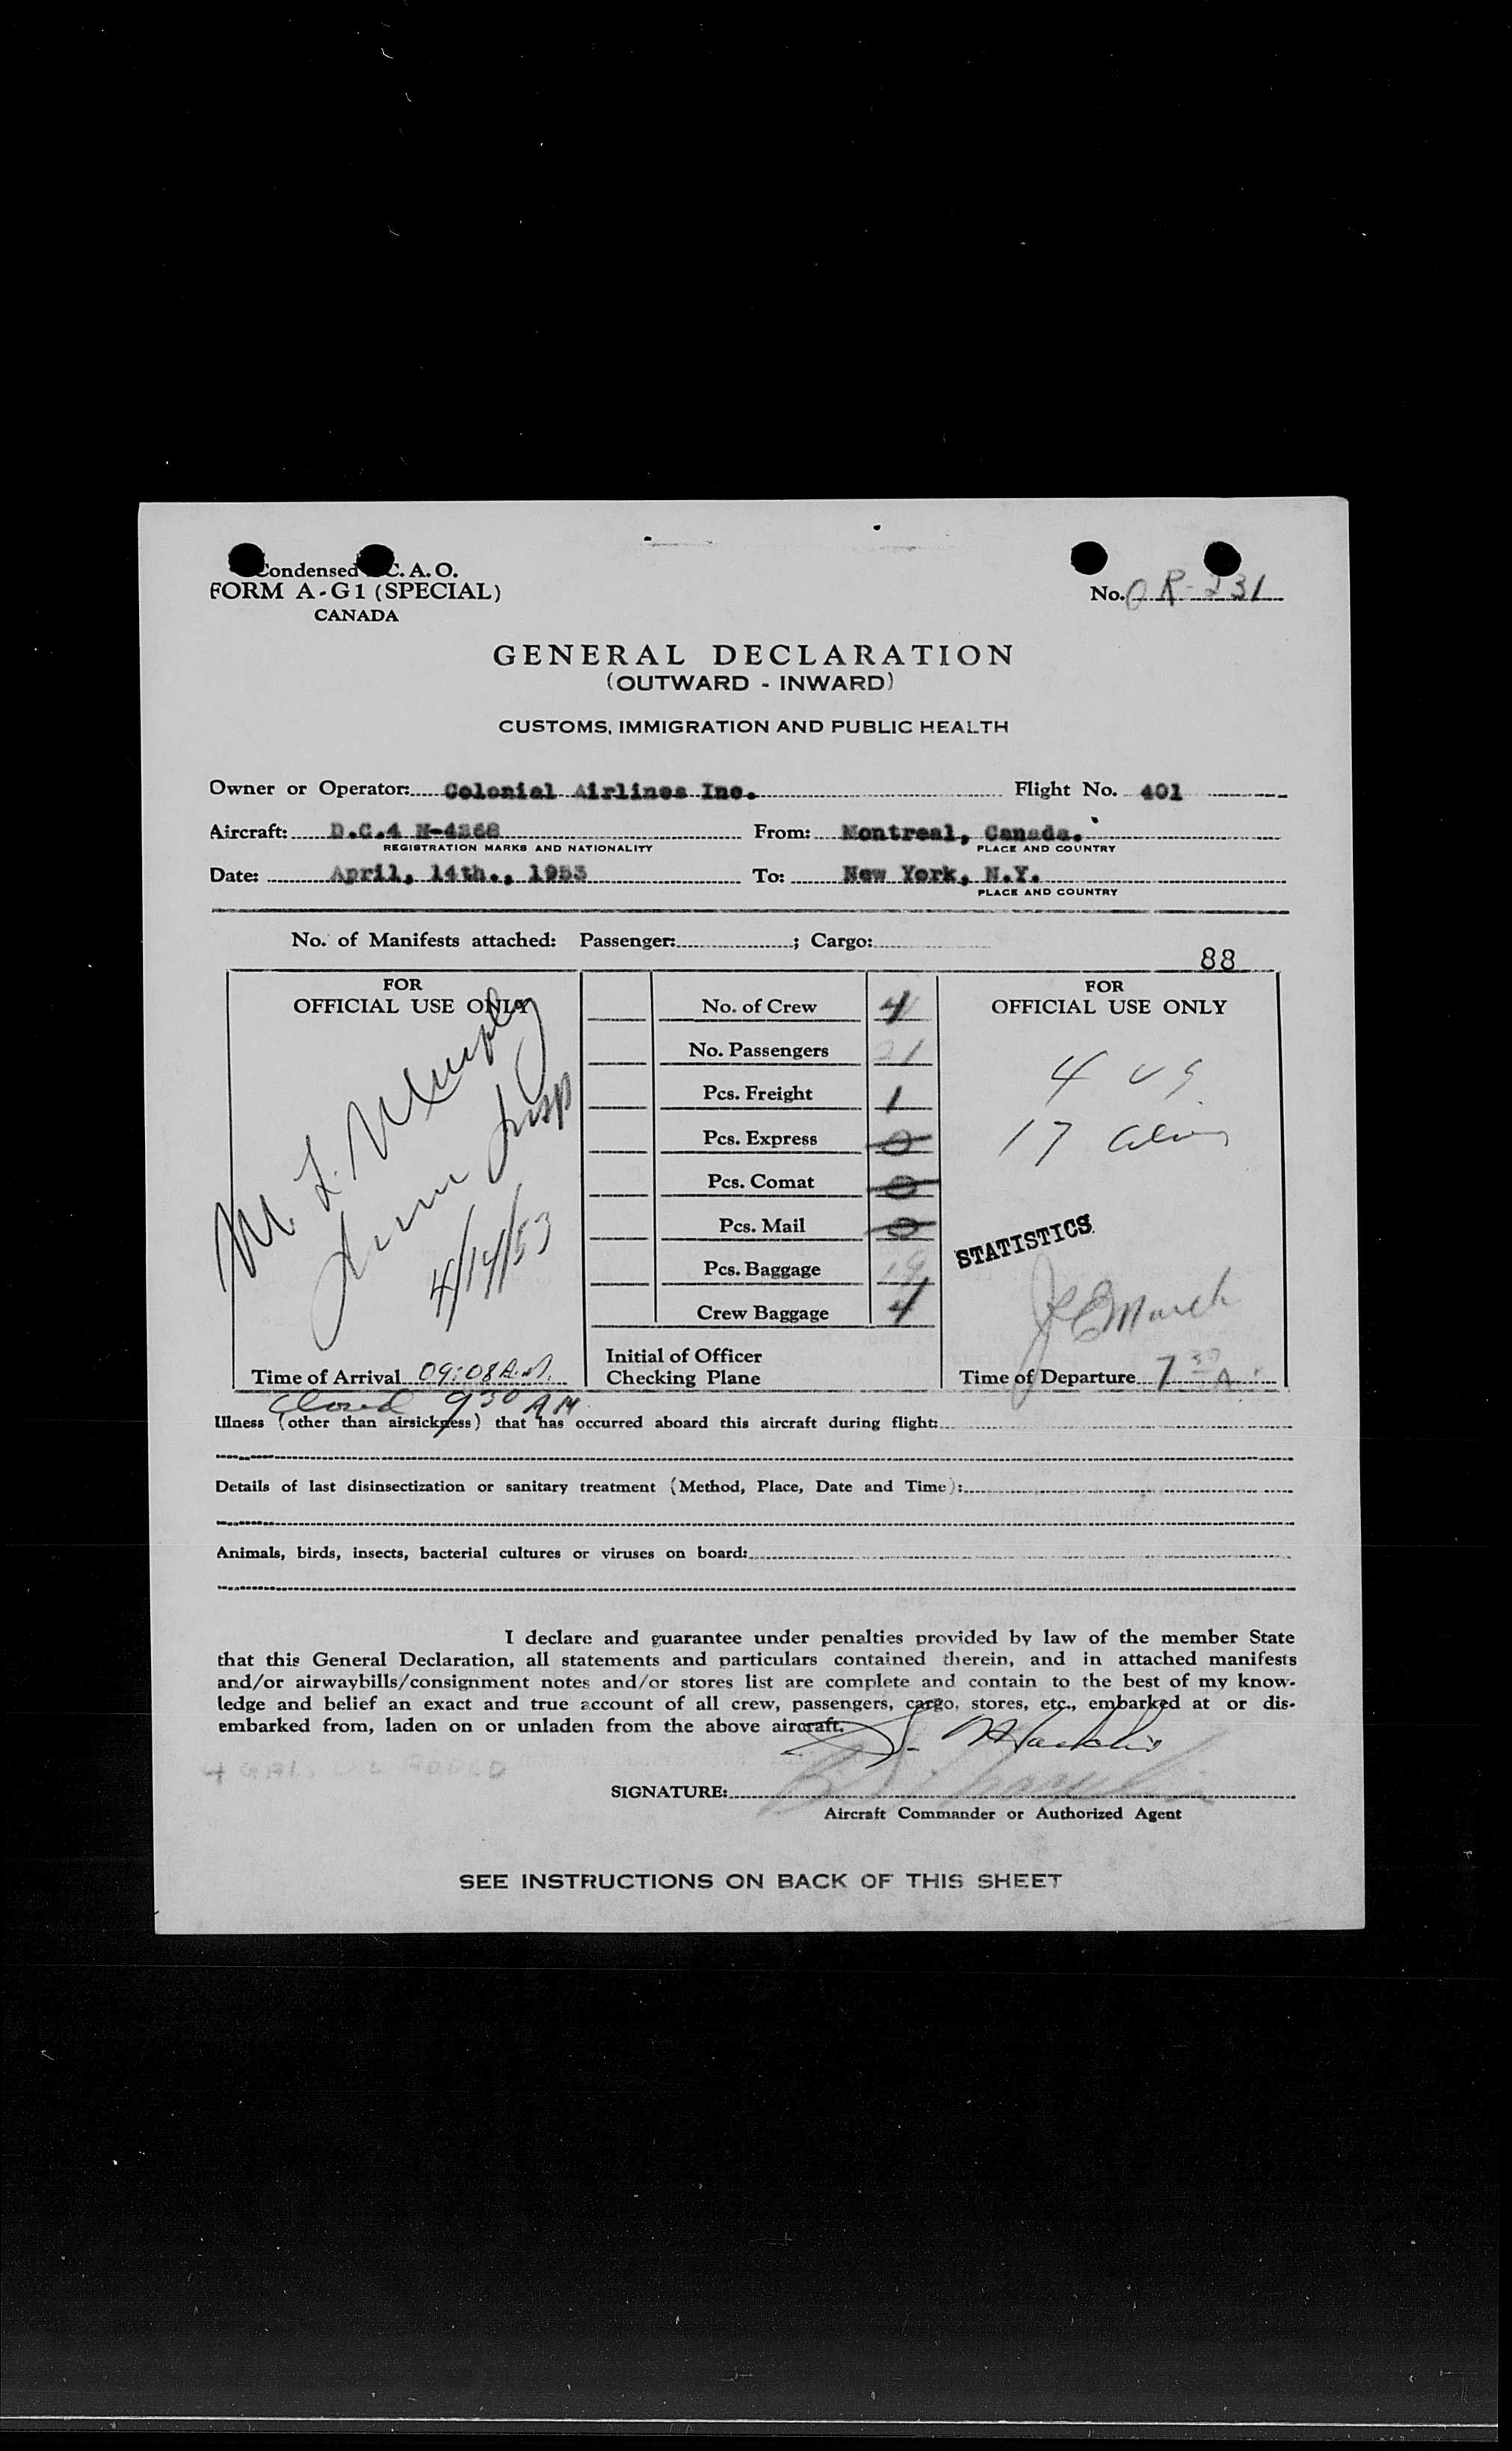 Condensed I.C.A.O.
FORM A-G1 (SPECIAL)
CANADA
No. OR-231
GENERAL DECLARATION
(OUTWARD - INWARD)
CUSTOMS, IMMIGRATION AND PUBLIC HEALTH
Owner or Operator: Colonial Airlines Inc. Flight No. 401
Aircraft: D.C.4 N-4268 From: Montreal, Canada.
REGISTRATION MARKS AND NATIONALITY PLACE AND COUNTRY
Date: April, 14th., 1953 To: New York, N.Y.
PLACE AND COUNTRY
No. of Manifests attached: Passenger: ; Cargo:
88
FOR
OFFICIAL USE ONLY
M. L.
Imm Insp
4/14/53
Time of Arrival 09:08 A.M.
Closed 9 30 AM
No. of Crew 4
No. Passengers 21
Pcs. Freight 1
Pcs. Express 0
Pcs. Comat 0
Pcs. Mail 0
Pcs. Baggage 19
Crew Baggage 4
Initial of Officer
Checking Plane
FOR
OFFICIAL USE ONLY
4 US
17 Aliens
STATISTICS
Time of Departure 7 30 A
Illness (other than airsickness) that has occurred aboard this aircraft during flight:
Details of last disinsectization or sanitary treatment (Method, Place, Date and Time):
Animals, birds, insects, bacterial cultures or viruses on board:
I declare and guarantee under penalties provided by law of the member State
that this General Declaration, all statements and particulars contained therein, and in attached manifests
and/or airwaybills/consignment notes and/or stores list are complete and contain to the best of my know-
ledge and belief an exact and true account of all crew, passengers, cargo, stores, etc., embarked at or dis-
embarked from, laden on or unladen from the above aircraft.
4 GALS OIL ADDED
SIGNATURE:
Aircraft Commander or Authorized Agent
SEE INSTRUCTIONS ON BACK OF THIS SHEET